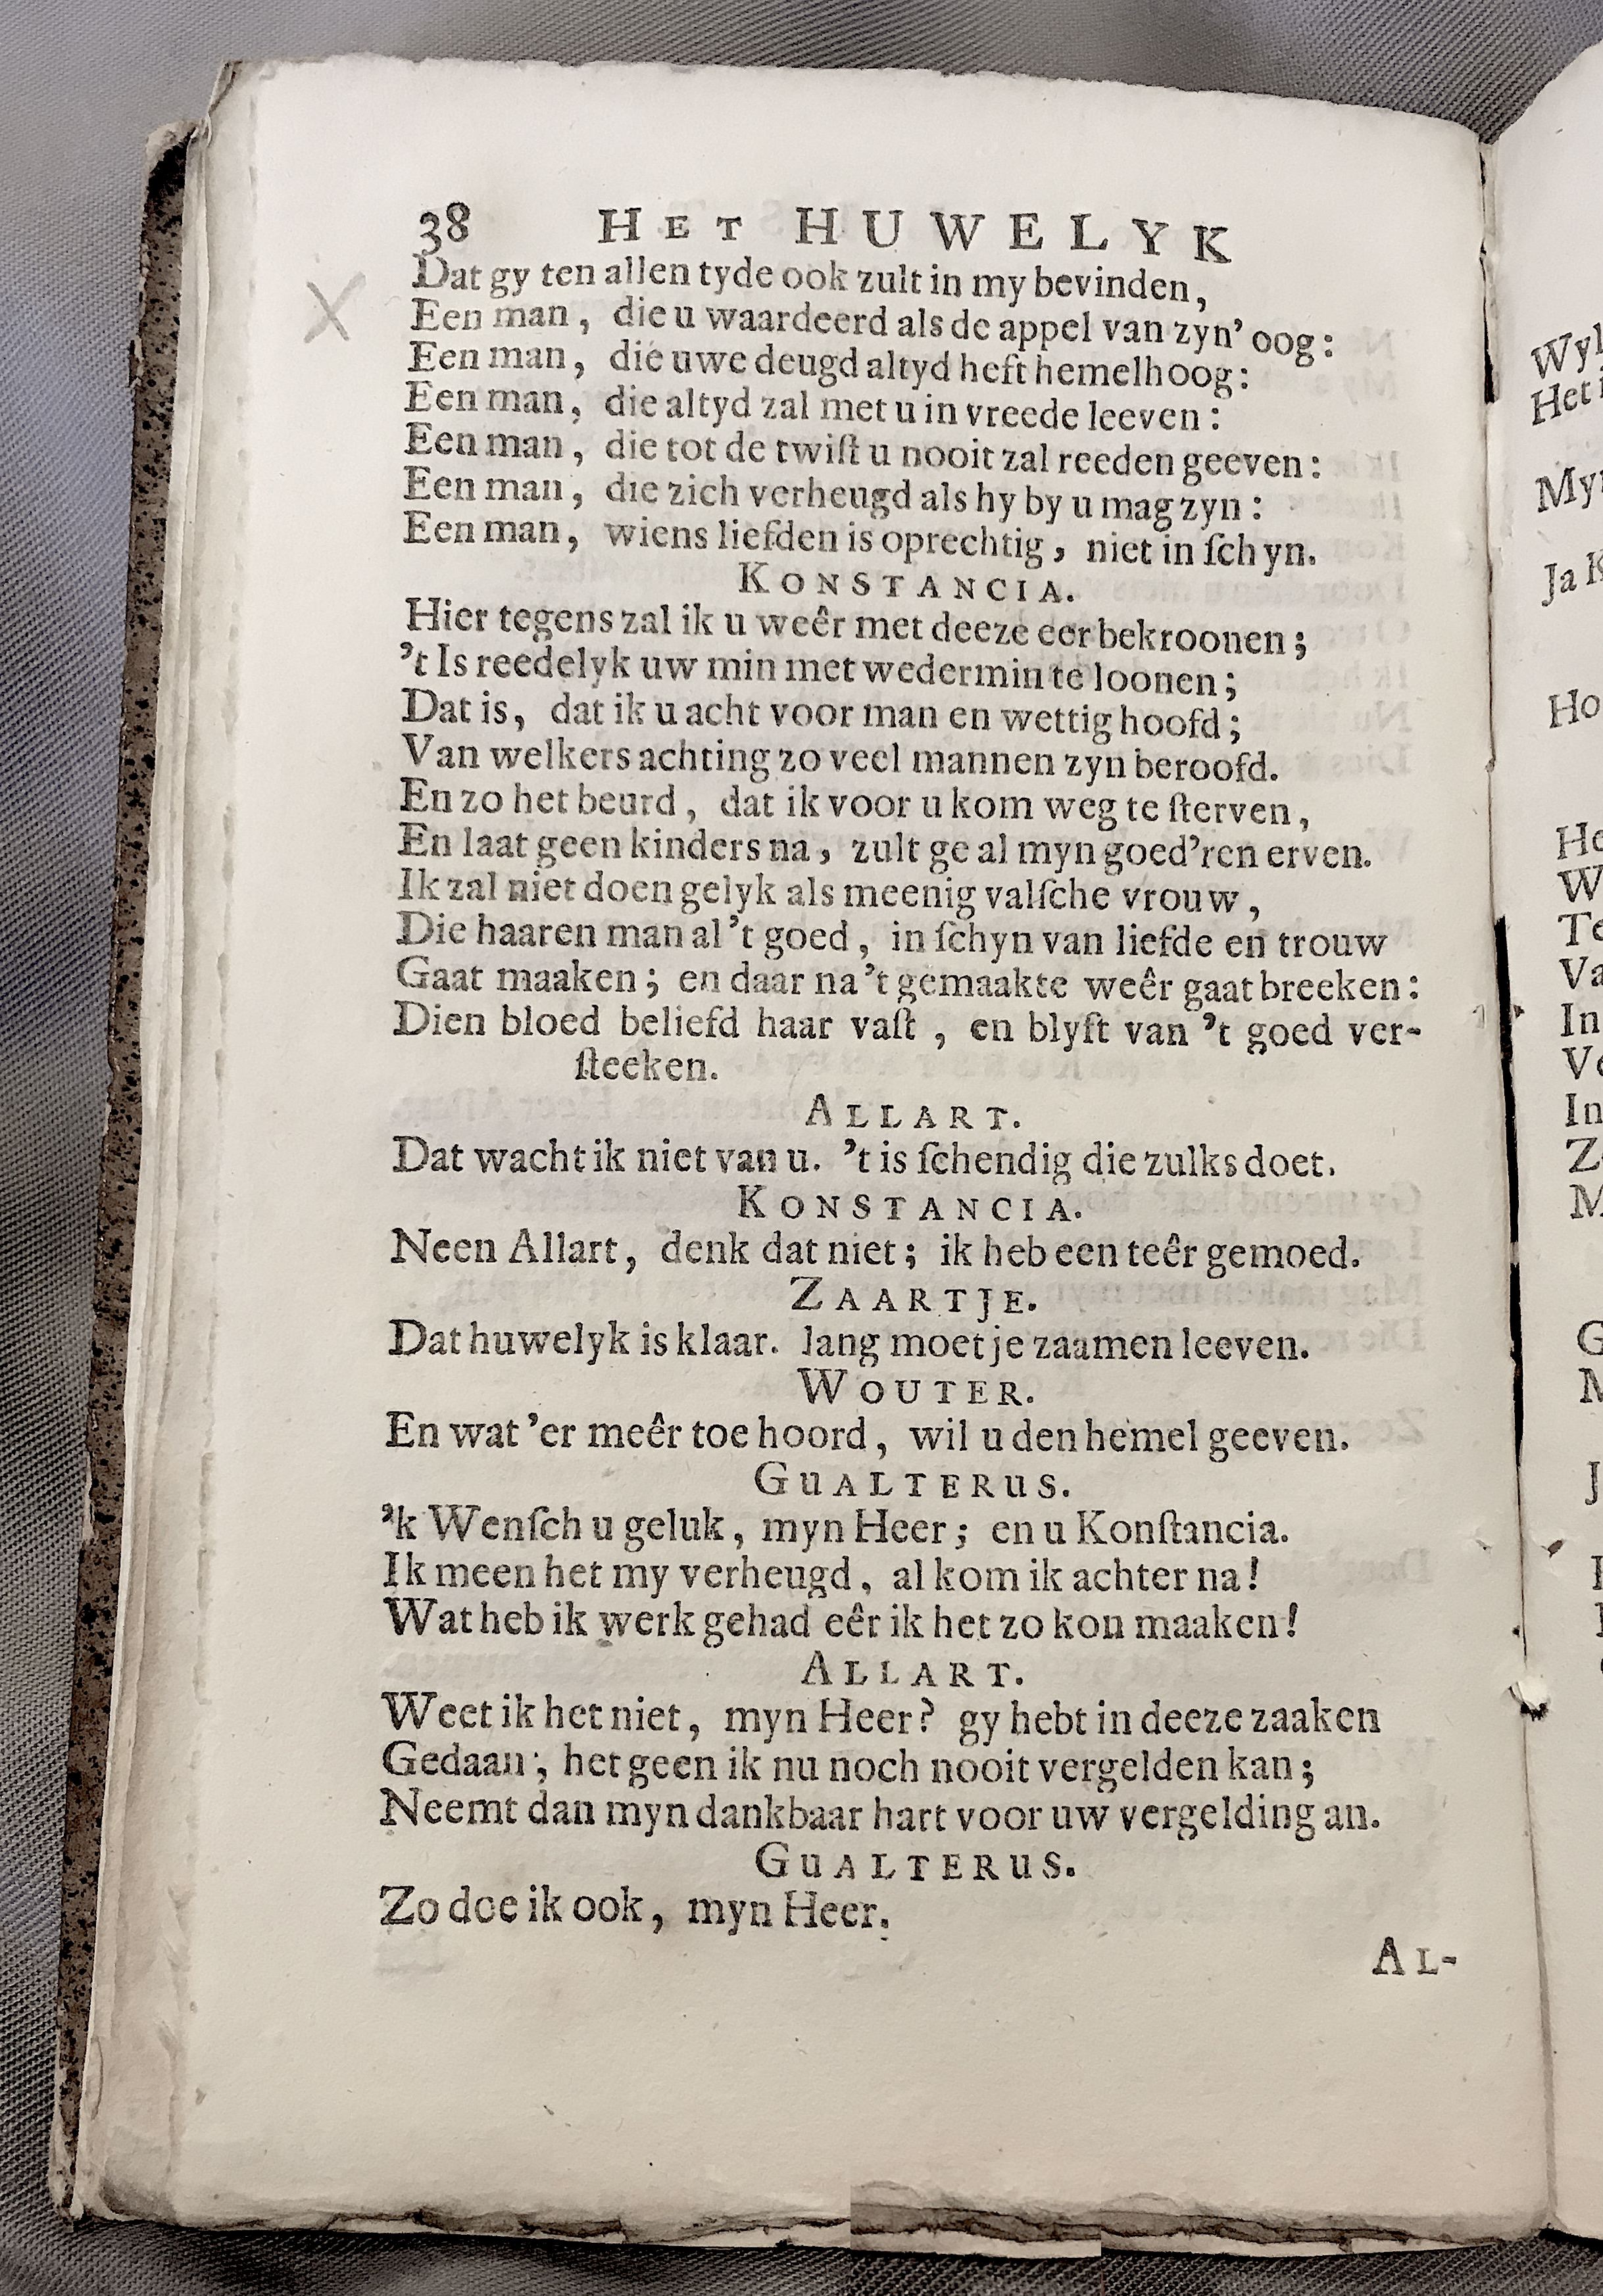 38 HET HUWELYK
Dat gy ten allen tyde ook zult in my bevinden,
Een man, die u waardeerd als de appel van zyn' oog:
Een man, die uwe deugd altyd heft hemelhoog:
Een man, die altyd zal met u in vreede leeven:
Een man, die tot de twiſt u nooit zal reeden geeven:
Een man, die zich verheugd als hy by u mag zyn:
Een man, wiens liefden is oprechtig, niet in ſchyn.
KONSTANCIA.
Hier tegens zal ik u weêr met deeze eer bekroonen;
't Is reedelyk uw min met wedermin te loonen;
Dat is, dat ik u acht voor man en wettig hoofd;
Van welkers achting zo veel mannen zyn beroofd.
En zo het beurd, dat ik voor u kom weg te ſterven,
En laat geen kinders na, zult ge al myn goed'ren erven.
Ik zal niet doen gelyk als meenig valſche vrouw,
Die haaren man al 't goed, in ſchyn van liefde en trouw
Gaat maaken; en daar na 't gemaakte weêr gaat breeken:
Dien bloed beliefd haar vaſt, en blyft van 't goed ver-
ſteeken.
ALLART.
Dat wacht ik niet van u. 't is ſchendig die zulks doet.
KONSTANCIA.
Neen Allart, denk dat niet; ik heb een teêr gemoed.
ZAARTJE.
Dat huwelyk is klaar. lang moet je zaamen leeven.
WOUTER.
En wat 'er meêr toe hoord, wil u den hemel geeven.
GUALTERUS.
'k Wenſch u geluk, myn Heer; en u Konſtancia.
Ik meen het my verheugd, al kom ik achter na!
Wat heb ik werk gehad eêr ik het zo kon maaken!
ALLART.
Weet ik het niet, myn Heer? gy hebt in deeze zaaken
Gedaan; het geen ik nu noch nooit vergelden kan;
Neemt dan myn dankbaar hart voor uw vergelding an.
GUALTERUS.
Zo doe ik ook, myn Heer.
AL-
Ja
Ho
He
W
Te
Va
In
Ve
In
Z
M
G
M
J